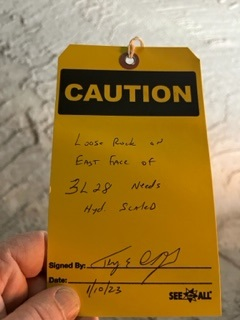 CAUTION
Loose Rock on
East Face of
3L28 Needs
Hyd. Scaled
Signed By:
Date: 1/10/23
SEE ALL